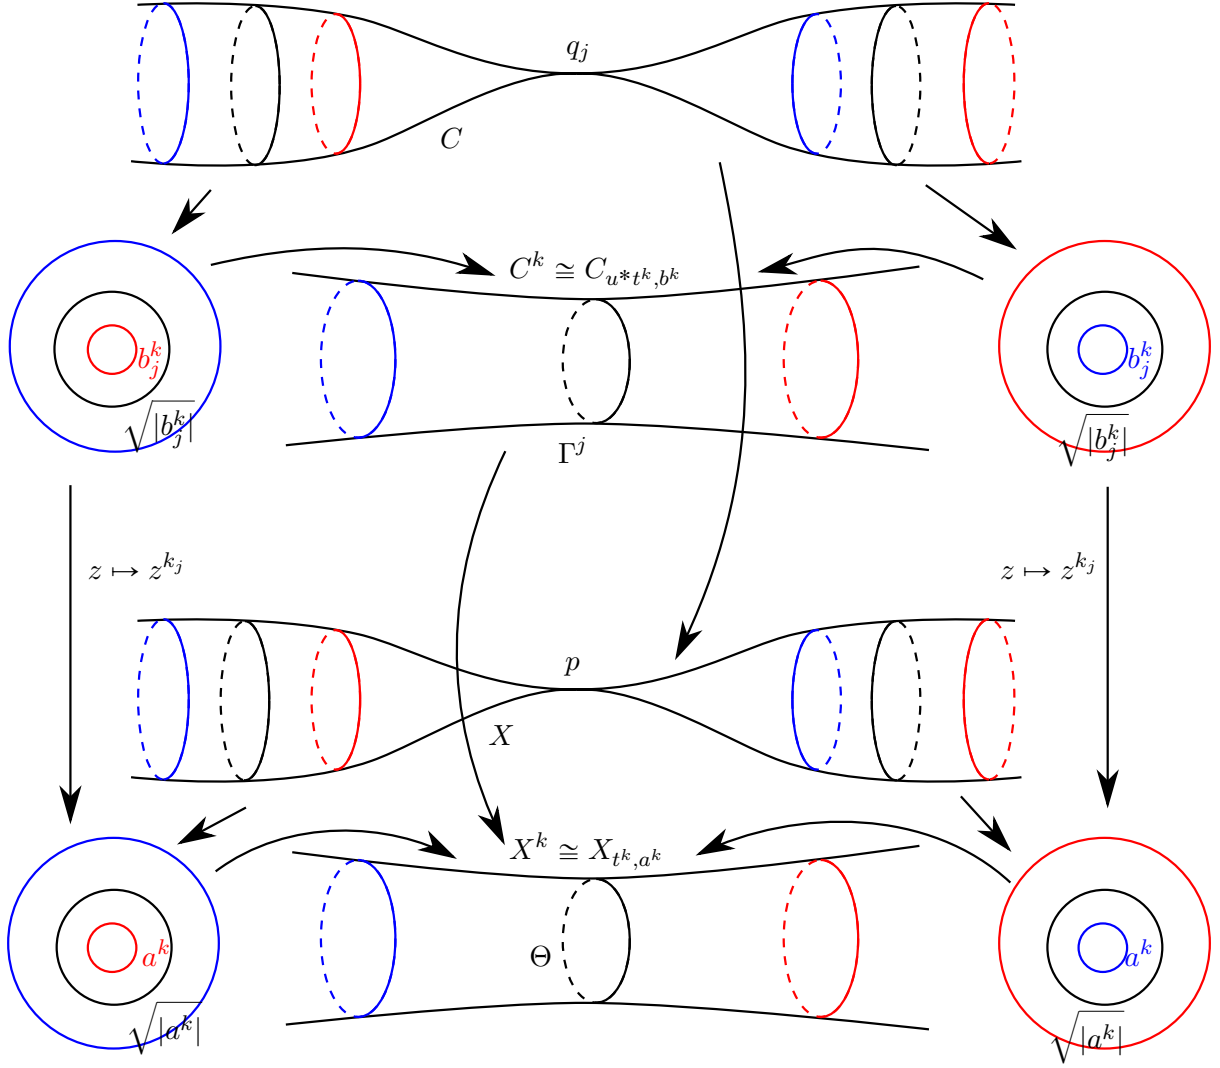 q_j
C
C^k ≅ C_{u*t^k,b^k}
b_j^k
b_j^k
√|b_j^k|
√|b_j^k|
Γ^j
z ↦ z^{k_j}
z ↦ z^{k_j}
p
X
X^k ≅ X_{t^k,a^k}
a^k
Θ
a^k
√|a^k|
√|a^k|